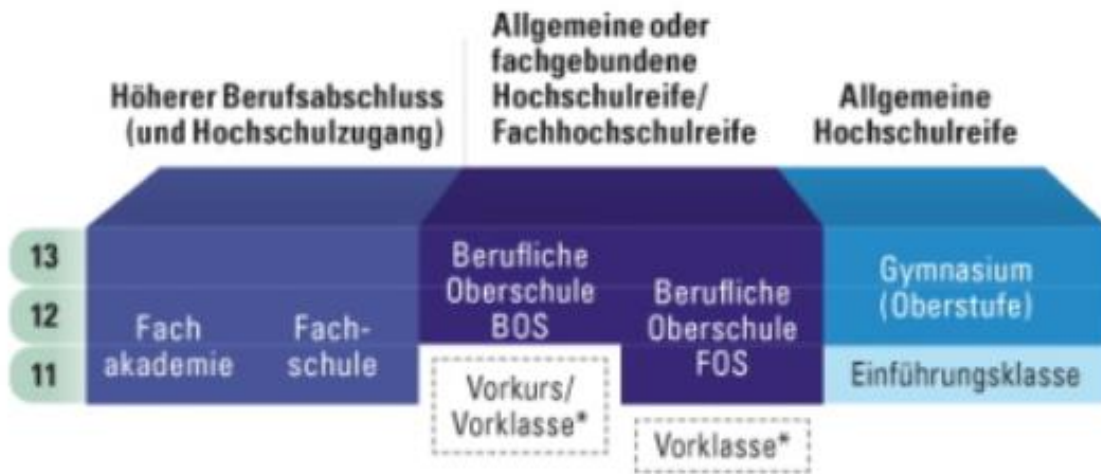 Höherer Berufsabschluss
(und Hochschulzugang)
Allgemeine oder
fachgebundene
Hochschulreife/
Fachhochschulreife
Allgemeine
Hochschulreife
13
12
11
Fach
akademie
Fach-
schule
Berufliche
Oberschule
BOS
Vorkurs/
Vorklasse*
Berufliche
Oberschule
FOS
Vorklasse*
Gymnasium
(Oberstufe)
Einführungsklasse